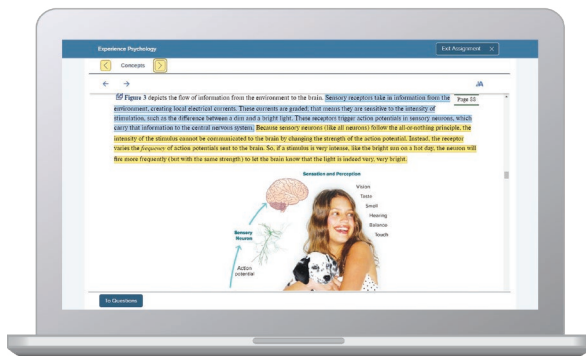 Experience Psychology
Exit Assignment X
Concepts
Figure 3 depicts the flow of information from the environment to the brain. Sensory receptors take in information from the
Page 88
environment, creating local electrical currents. These currents are graded; that means they are sensitive to the intensity of
stimulation, such as the difference between a dim and a bright light. These receptors trigger action potentials in sensory neurons, which
carry that information to the central nervous system. Because sensory neurons (like all neurons) follow the all-or-nothing principle, the
intensity of the stimulus cannot be communicated to the brain by changing the strength of the action potential. Instead, the receptor
varies the frequency of action potentials sent to the brain. So, if a stimulus is very intense, like the bright sun on a hot day, the neuron will
fire more frequently (but with the same strength) to let the brain know that the light is indeed very, very bright.
Sensation and Perception
Vision
Taste
Smell
Hearing
Balance
Touch
Sensory
Neuron
Action
potential
To Questions